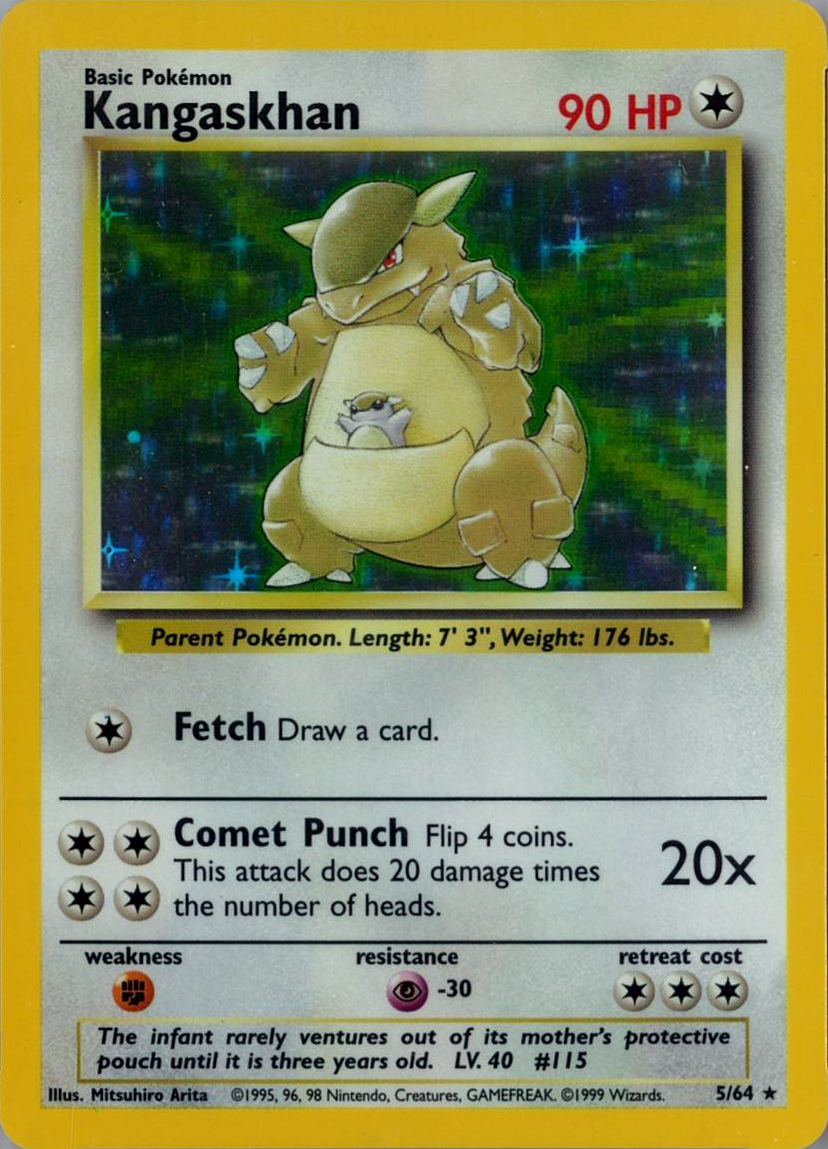 Basic Pokémon
Kangaskhan 90 HP
Parent Pokémon. Length: 7' 3", Weight: 176 lbs.
Fetch Draw a card.
Comet Punch Flip 4 coins.
This attack does 20 damage times
the number of heads.
20x
weakness resistance retreat cost
-30
The infant rarely ventures out of its mother's protective
pouch until it is three years old. LV. 40 #115
Illus. Mitsuhiro Arita ©1995, 96, 98 Nintendo, Creatures, GAMEFREAK. ©1999 Wizards. 5/64 ★